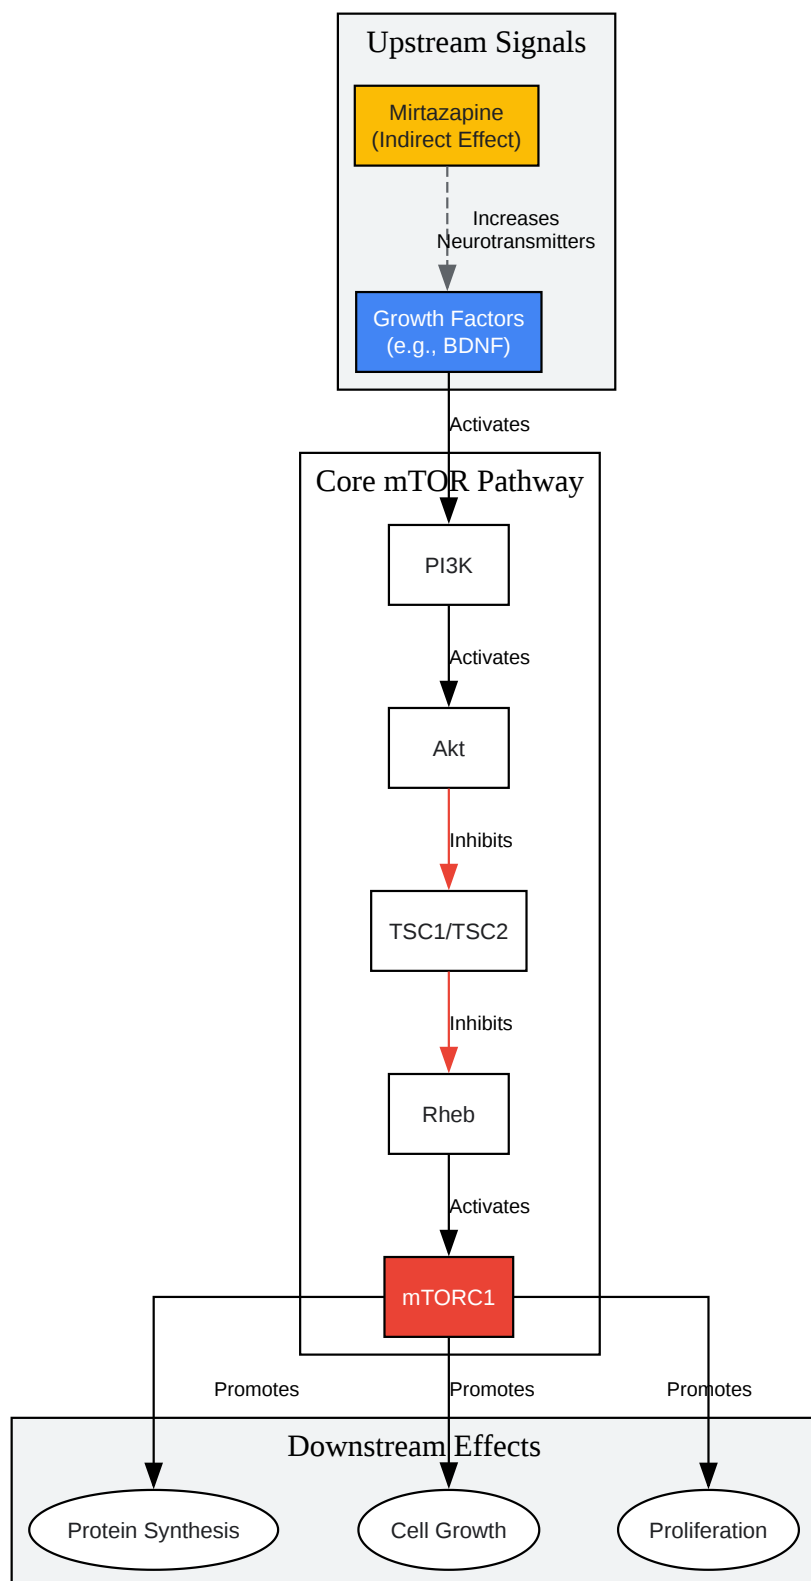 Upstream Signals
Mirtazapine
(Indirect Effect)
Increases
Neurotransmitters
Growth Factors
(e.g., BDNF)
Activates
Core mTOR Pathway
PI3K
Activates
Akt
Inhibits
TSC1/TSC2
Inhibits
Rheb
Activates
mTORC1
Promotes
Promotes
Promotes
Downstream Effects
Protein Synthesis
Cell Growth
Proliferation